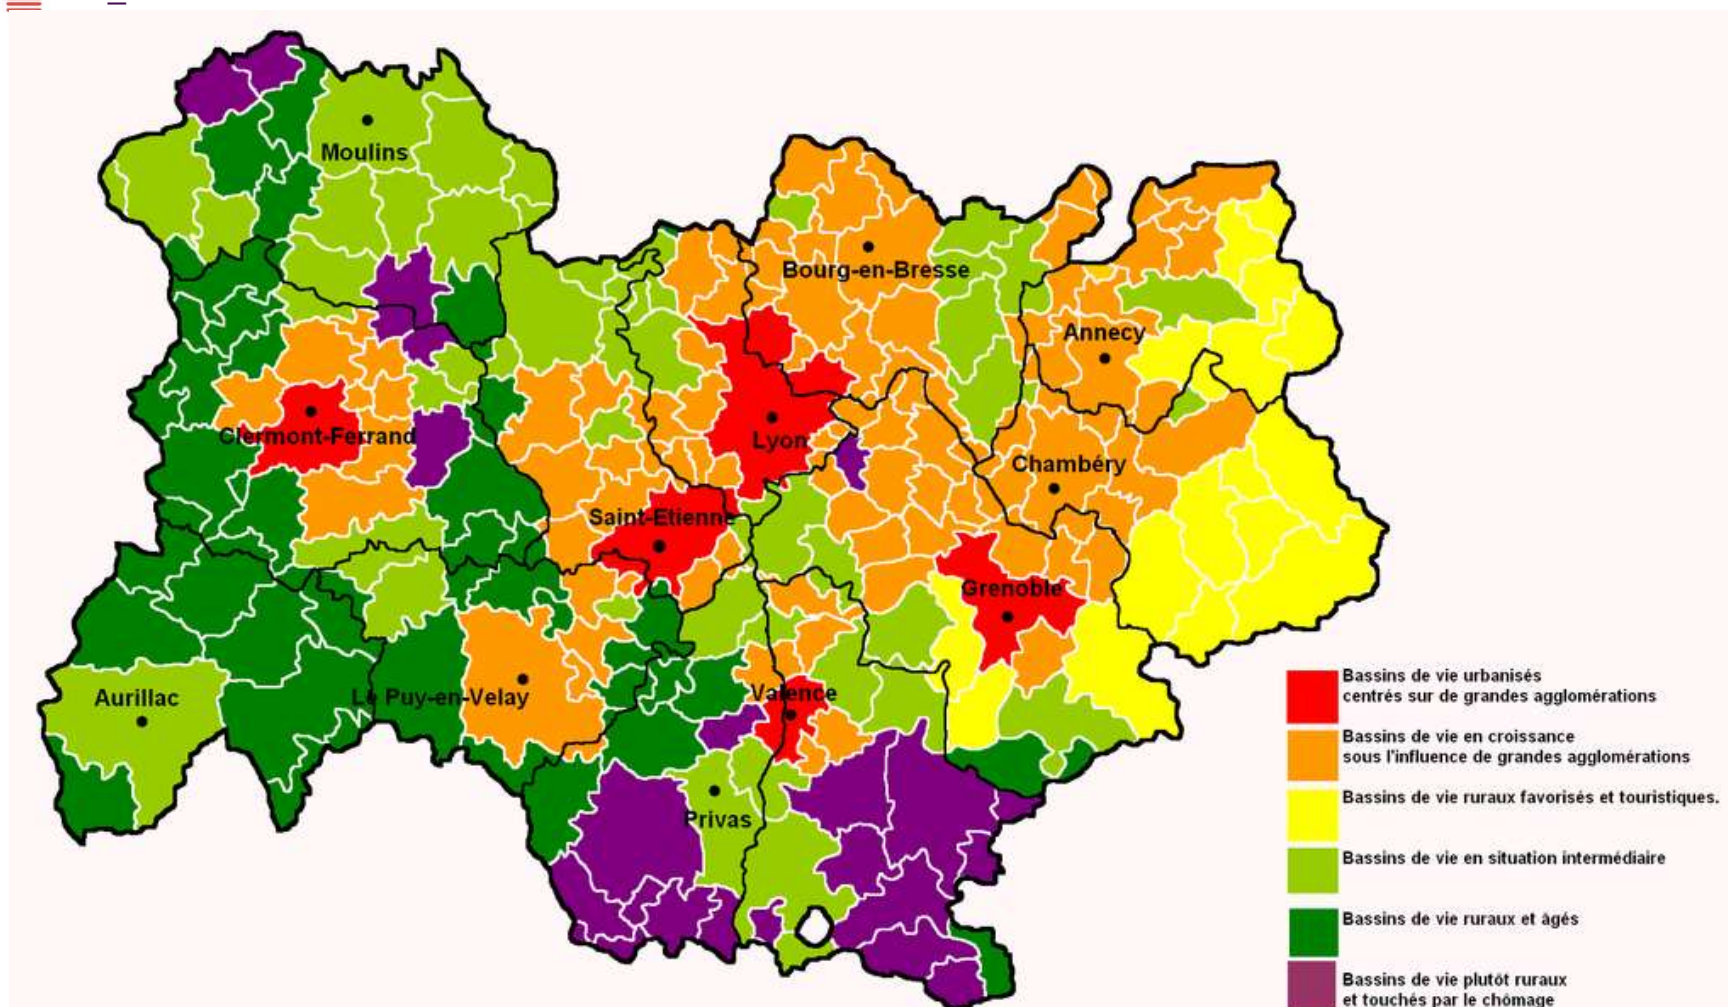 Moulins
Bourg-en-Bresse
Annecy
Clermont-Ferrand
Lyon
Chambéry
Saint-Etienne
Grenoble
Aurillac
Le Puy-en-Velay
Valence
Privas
Bassins de vie urbanisés
centrés sur de grandes agglomérations
Bassins de vie en croissance
sous l'influence de grandes agglomérations
Bassins de vie ruraux favorisés et touristiques.
Bassins de vie en situation intermédiaire
Bassins de vie ruraux et âgés
Bassins de vie plutôt ruraux
et touchés par le chômage